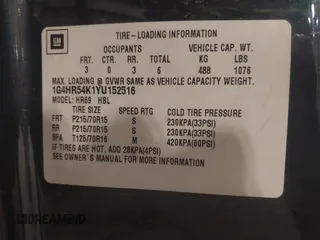 GM
TIRE-LOADING INFORMATION
OCCUPANTS VEHICLE CAP. WT.
FRT. CTR. RR. TOTAL KG LBS
3 0 3 6 488 1076
MAX. LOADING @ GVWR SAME AS VEHICLE CAPACITY WEIGHT.
1G4HR54K1YU152516
MODEL: HR69 HBL
TIRE SIZE SPEED RTG COLD TIRE PRESSURE
FRT P215/70R15 S 230KPA(33PSI)
RR P215/70R15 S 230KPA(33PSI)
SPA T125/70R16 M 420KPA(60PSI)
IF TIRES ARE HOT, ADD 28KPA(4PSI)
SEE OWNER'S MANUAL FOR ADDITIONAL INFORMATION
© DREAMBID